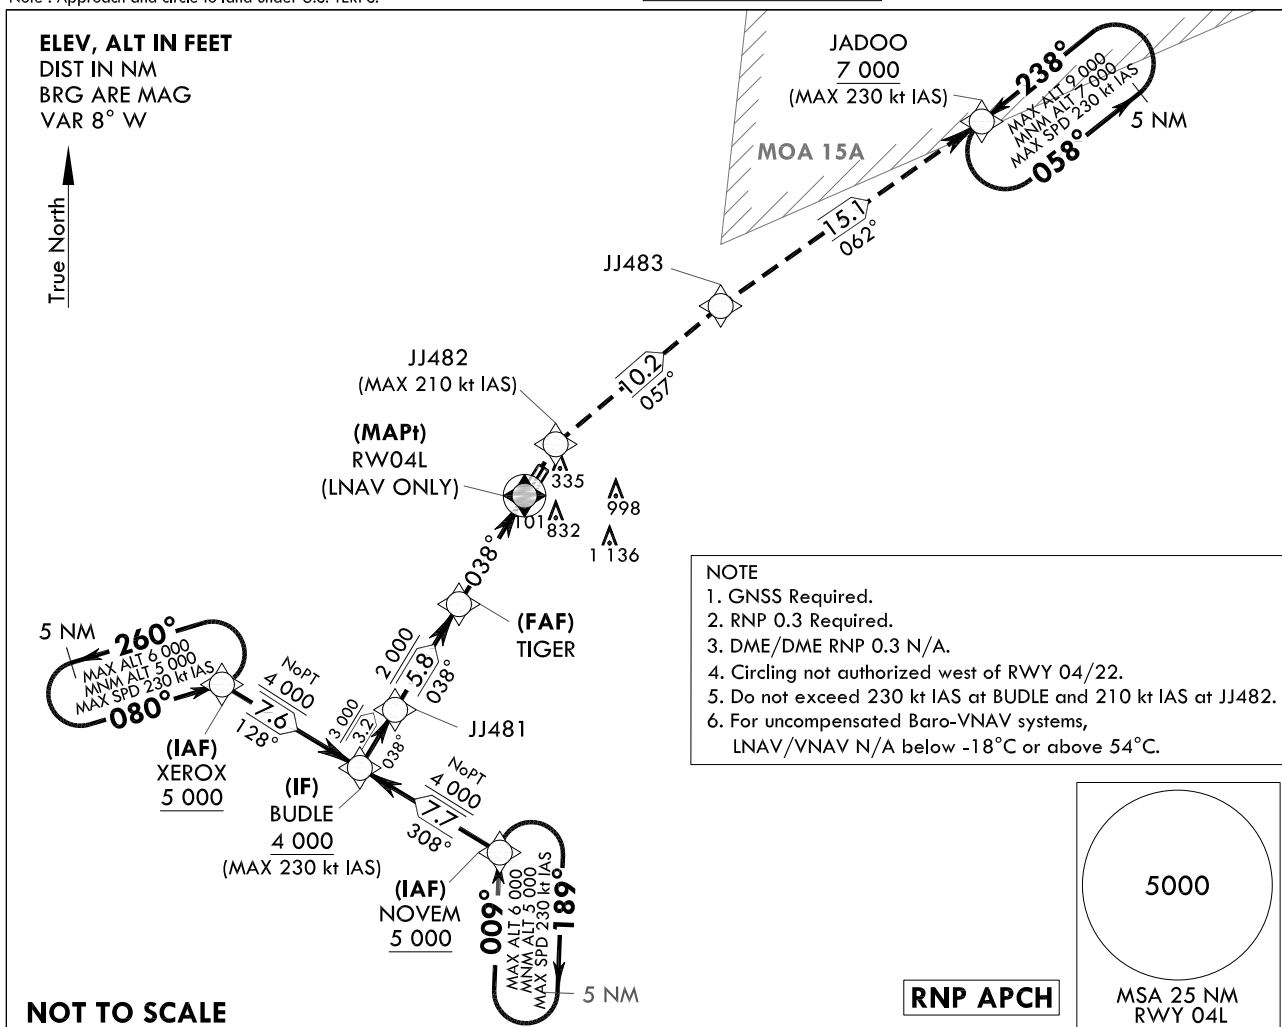 Note : Approach and circle to land under U.S. TERPs.
ELEV, ALT IN FEET
DIST IN NM
BRG ARE MAG
VAR 8° W
True North
JADOO
7 000
(MAX 230 kt IAS)
238°
MAX ALT 9 000
MNM ALT 7 000
MAX SPD 230 kt IAS
058°
5 NM
MOA 15A
15.1
062°
JJ483
10.2
057°
JJ482
(MAX 210 kt IAS)
(MAPt)
RW04L
(LNAV ONLY)
335
998
101
832
1 136
038°
(FAF)
TIGER
2 000
5.8
038°
JJ481
3 000
3.2
038°
5 NM
260°
MAX ALT 6 000
MNM ALT 5 000
MAX SPD 230 kt IAS
080°
NoPT
4 000
7.6
128°
(IAF)
XEROX
5 000
(IF)
BUDLE
4 000
(MAX 230 kt IAS)
NoPT
4 000
7.7
308°
(IAF)
NOVEM
5 000
009°
MAX ALT 6 000
MNM ALT 5 000
MAX SPD 230 kt IAS
189°
5 NM
NOTE
1. GNSS Required.
2. RNP 0.3 Required.
3. DME/DME RNP 0.3 N/A.
4. Circling not authorized west of RWY 04/22.
5. Do not exceed 230 kt IAS at BUDLE and 210 kt IAS at JJ482.
6. For uncompensated Baro-VNAV systems,
LNAV/VNAV N/A below -18°C or above 54°C.
5000
MSA 25 NM
RWY 04L
RNP APCH
NOT TO SCALE